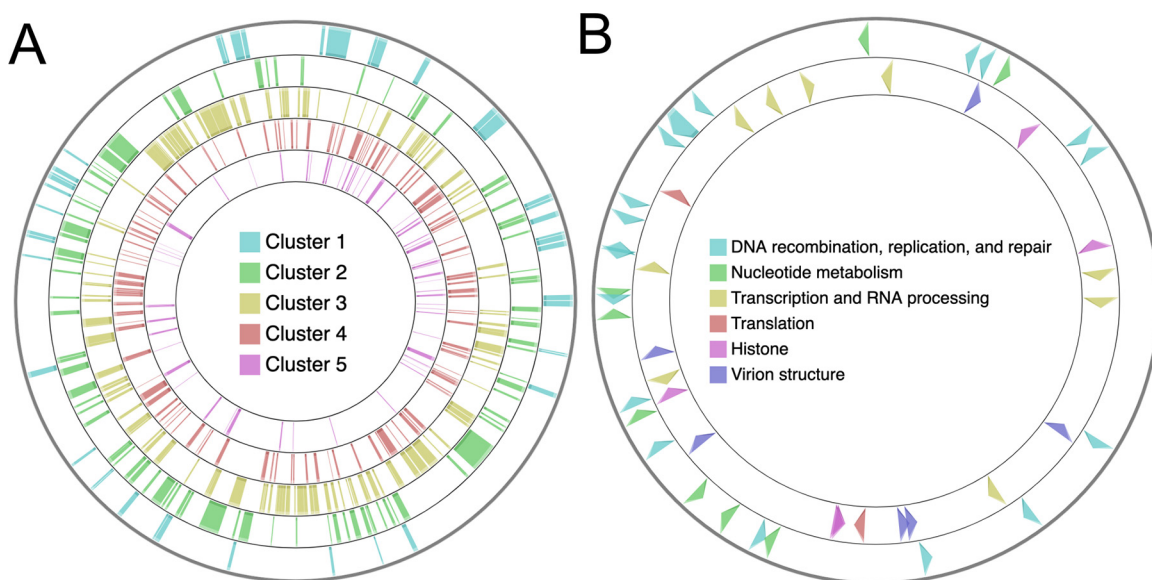 A
B
Cluster 1
Cluster 2
Cluster 3
Cluster 4
Cluster 5
DNA recombination, replication, and repair
Nucleotide metabolism
Transcription and RNA processing
Translation
Histone
Virion structure